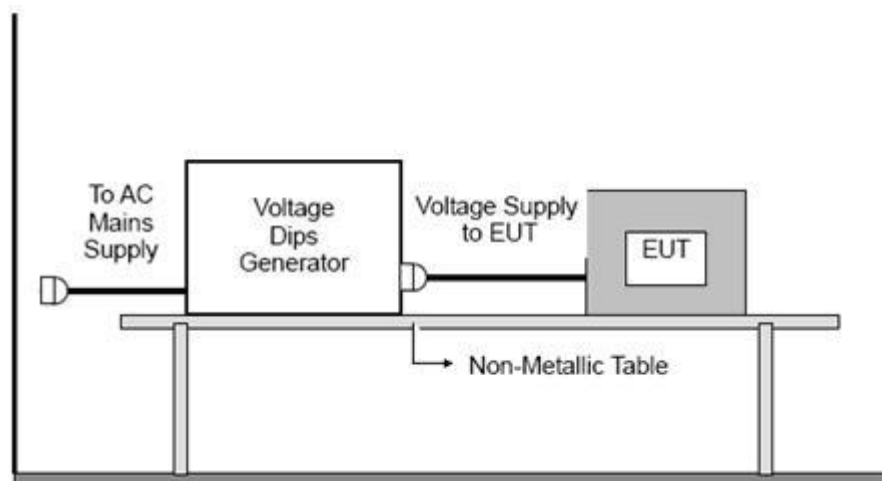 To AC
Mains
Supply
Voltage
Dips
Generator
Voltage Supply
to EUT
EUT
Non-Metallic Table